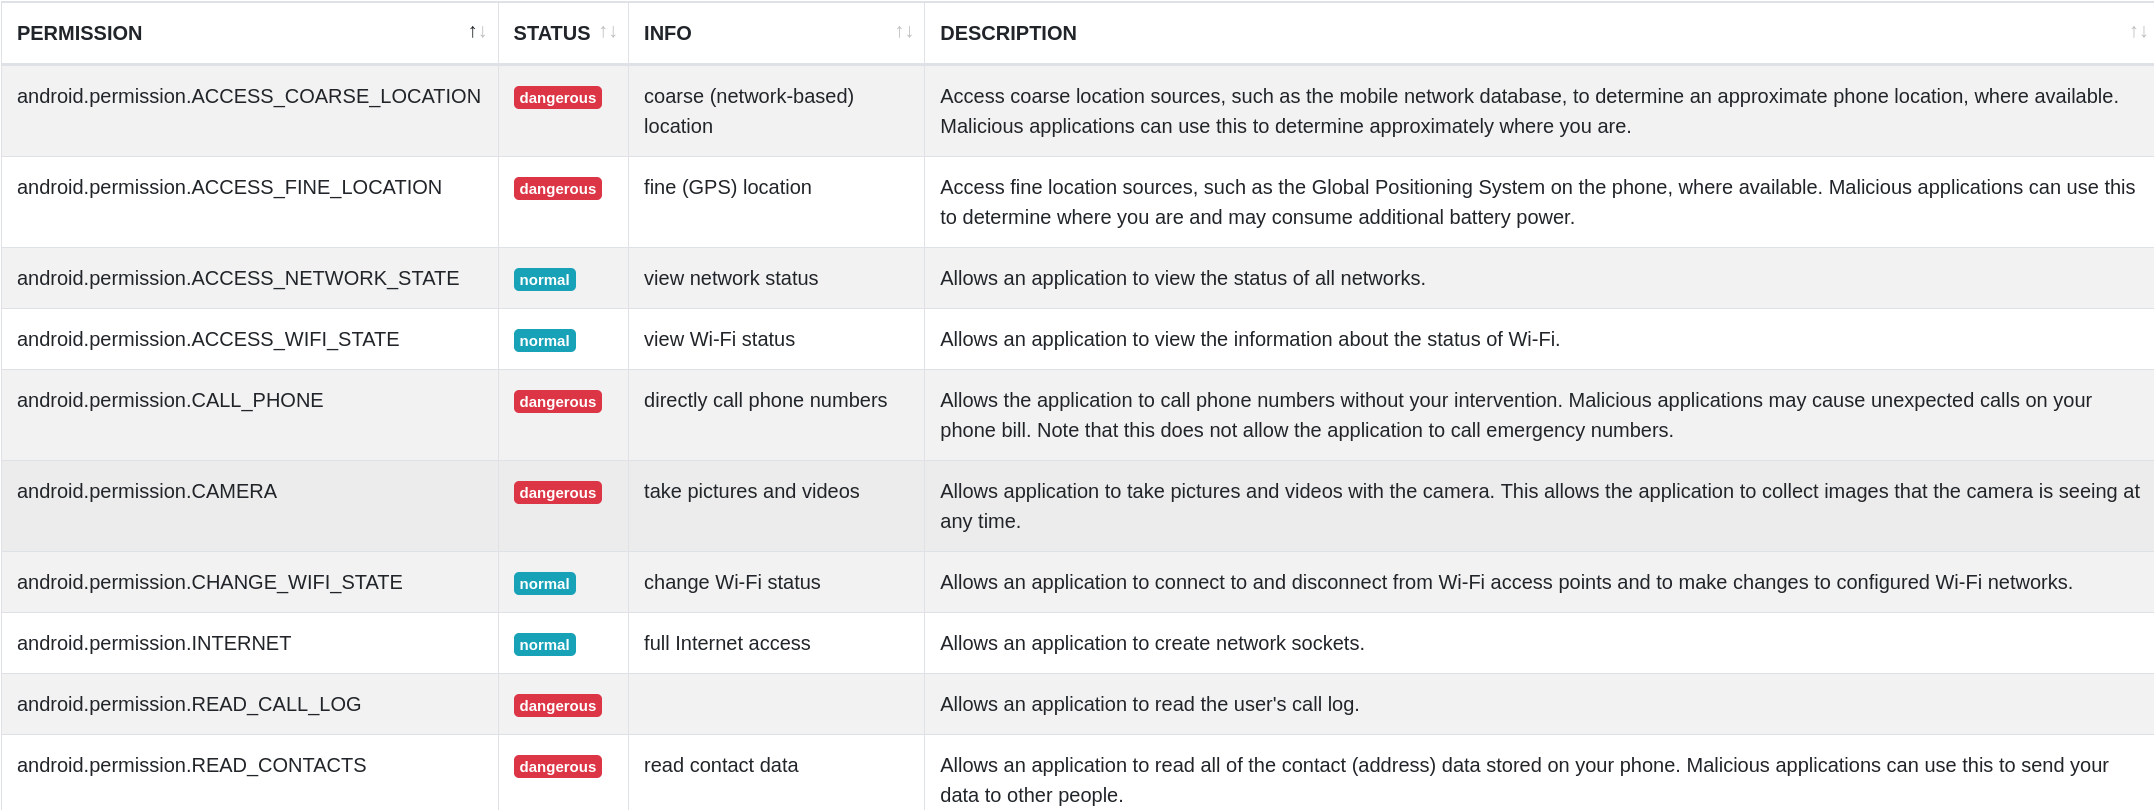 PERMISSION ↑↓ STATUS ↑↓ INFO ↑↓ DESCRIPTION ↑↓
android.permission.ACCESS_COARSE_LOCATION dangerous coarse (network-based) Access coarse location sources, such as the mobile network database, to determine an approximate phone location, where available.
location Malicious applications can use this to determine approximately where you are.
android.permission.ACCESS_FINE_LOCATION dangerous fine (GPS) location Access fine location sources, such as the Global Positioning System on the phone, where available. Malicious applications can use this
to determine where you are and may consume additional battery power.
android.permission.ACCESS_NETWORK_STATE normal view network status Allows an application to view the status of all networks.
android.permission.ACCESS_WIFI_STATE normal view Wi-Fi status Allows an application to view the information about the status of Wi-Fi.
android.permission.CALL_PHONE dangerous directly call phone numbers Allows the application to call phone numbers without your intervention. Malicious applications may cause unexpected calls on your
phone bill. Note that this does not allow the application to call emergency numbers.
android.permission.CAMERA dangerous take pictures and videos Allows application to take pictures and videos with the camera. This allows the application to collect images that the camera is seeing at
any time.
android.permission.CHANGE_WIFI_STATE normal change Wi-Fi status Allows an application to connect to and disconnect from Wi-Fi access points and to make changes to configured Wi-Fi networks.
android.permission.INTERNET normal full Internet access Allows an application to create network sockets.
android.permission.READ_CALL_LOG dangerous Allows an application to read the user's call log.
android.permission.READ_CONTACTS dangerous read contact data Allows an application to read all of the contact (address) data stored on your phone. Malicious applications can use this to send your
data to other people.